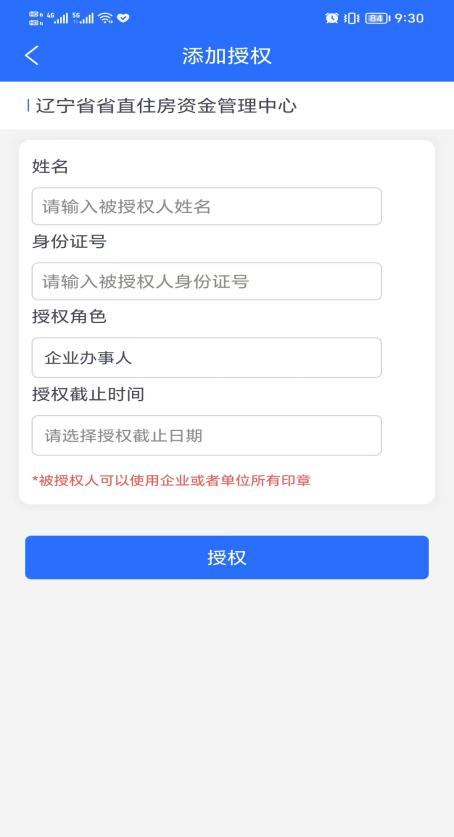 4G 5G 84 9:30
添加授权
辽宁省省直住房资金管理中心
姓名
请输入被授权人姓名
身份证号
请输入被授权人身份证号
授权角色
企业办事人
授权截止时间
请选择授权截止日期
*被授权人可以使用企业或者单位所有印章
授权